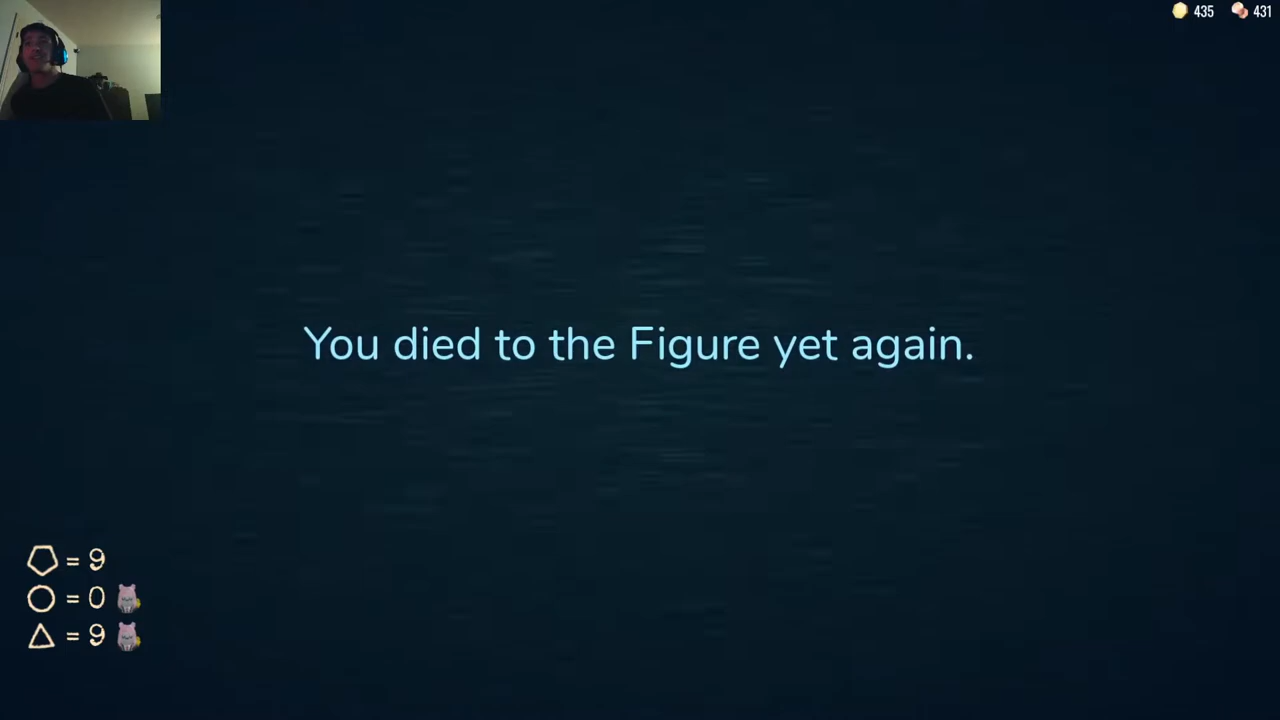 435 431
You died to the Figure yet again.
= 9
= 0
= 9